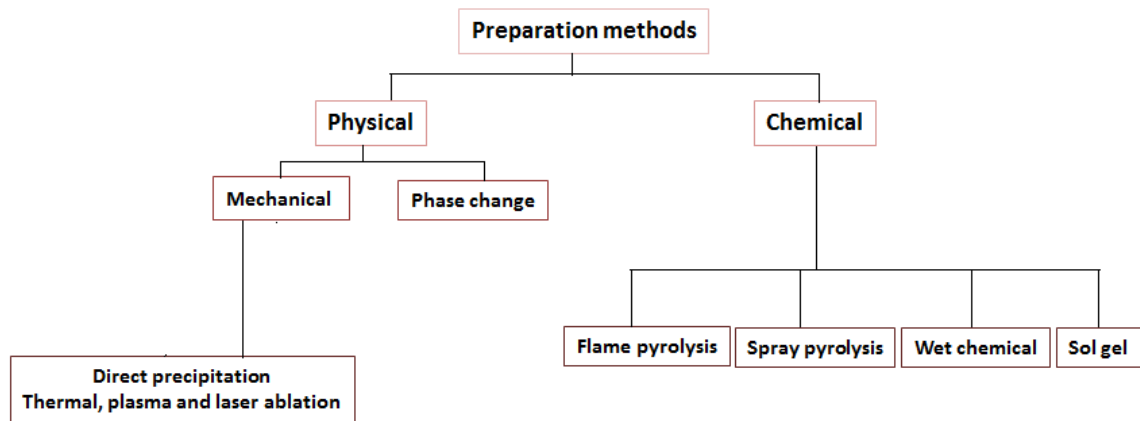 Preparation methods
Physical
Chemical
Mechanical
Phase change
Flame pyrolysis
Spray pyrolysis
Wet chemical
Sol gel
Direct precipitation
Thermal, plasma and laser ablation